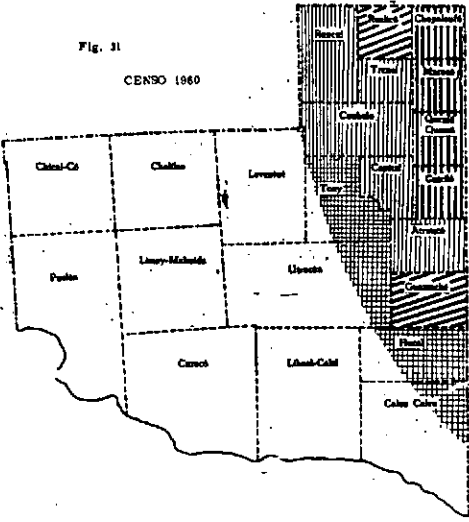 Fig. 31
CENSO 1960
Rancul
Realicó
Chapaleufú
Trenel
Maracó
Conhelo
Quemú
Quemú
Chical-Có
Chalileo
Loventué
Toay
Capital
Catriló
Atreucó
Puelén
Limay-Mahuida
Utracán
Guatraché
Hucal
Curacó
Lihuel-Calel
Caleu Caleu